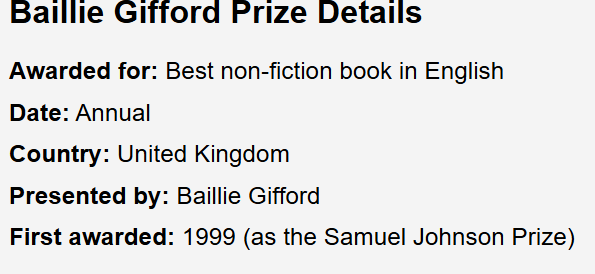 Baillie Gifford Prize Details
Awarded for: Best non-fiction book in English
Date: Annual
Country: United Kingdom
Presented by: Baillie Gifford
First awarded: 1999 (as the Samuel Johnson Prize)